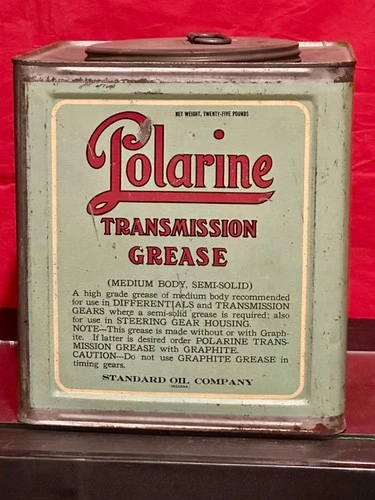 NET WEIGHT, TWENTY-FIVE POUNDS
Polarine
TRANSMISSION
GREASE
(MEDIUM BODY, SEMI-SOLID)
A high grade grease of medium body recommended
for use in DIFFERENTIALS and TRANSMISSION
GEARS where a semi-solid grease is required; also
for use in STEERING GEAR HOUSING.
NOTE—This grease is made without or with Graph-
ite. If latter is desired order POLARINE TRANS-
MISSION GREASE with GRAPHITE.
CAUTION—Do not use GRAPHITE GREASE in
timing gears.
STANDARD OIL COMPANY